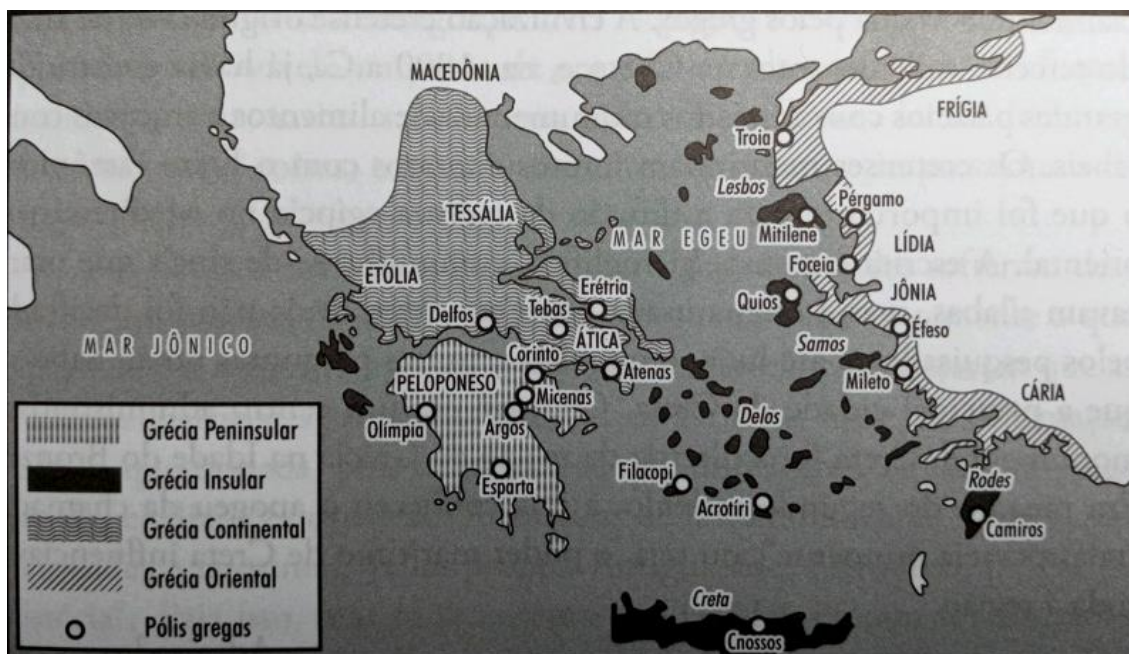 MACEDÔNIA
FRÍGIA
Troia
Lesbos
TESSÁLIA
Pérgamo
Mitilene
MAR EGEU
LÍDIA
ETÓLIA
Foceia
Erétria
JÔNIA
Quios
Delfos
Tebas
Éfeso
MAR JÔNICO
ÁTICA
Samos
Corinto
Atenas
Mileto
PELOPONESO
Micenas
CÁRIA
Olímpia
Argos
Delos
Esparta
Filacopi
Rodes
Acrotiri
Camiros
Creta
Cnossos
Grécia Peninsular
Grécia Insular
Grécia Continental
Grécia Oriental
Pólis gregas